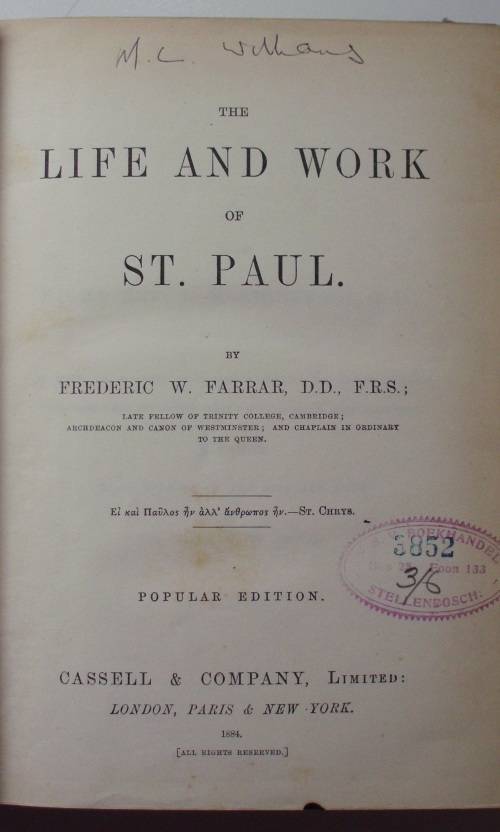 M. C. Williams
THE
LIFE AND WORK
OF
ST. PAUL.
BY
FREDERIC W. FARRAR, D.D., F.R.S.;
LATE FELLOW OF TRINITY COLLEGE, CAMBRIDGE;
ARCHDEACON AND CANON OF WESTMINSTER; AND CHAPLAIN IN ORDINARY
TO THE QUEEN.
Εἰ καὶ Παῦλος ἦν ἀλλ' ἄνθρωπος ἦν.—ST. CHRYS.
BOEKHANDEL
3852
133
3/6
STELLENBOSCH.
POPULAR EDITION.
CASSELL & COMPANY, LIMITED:
LONDON, PARIS & NEW YORK.
1884.
[ALL RIGHTS RESERVED.]